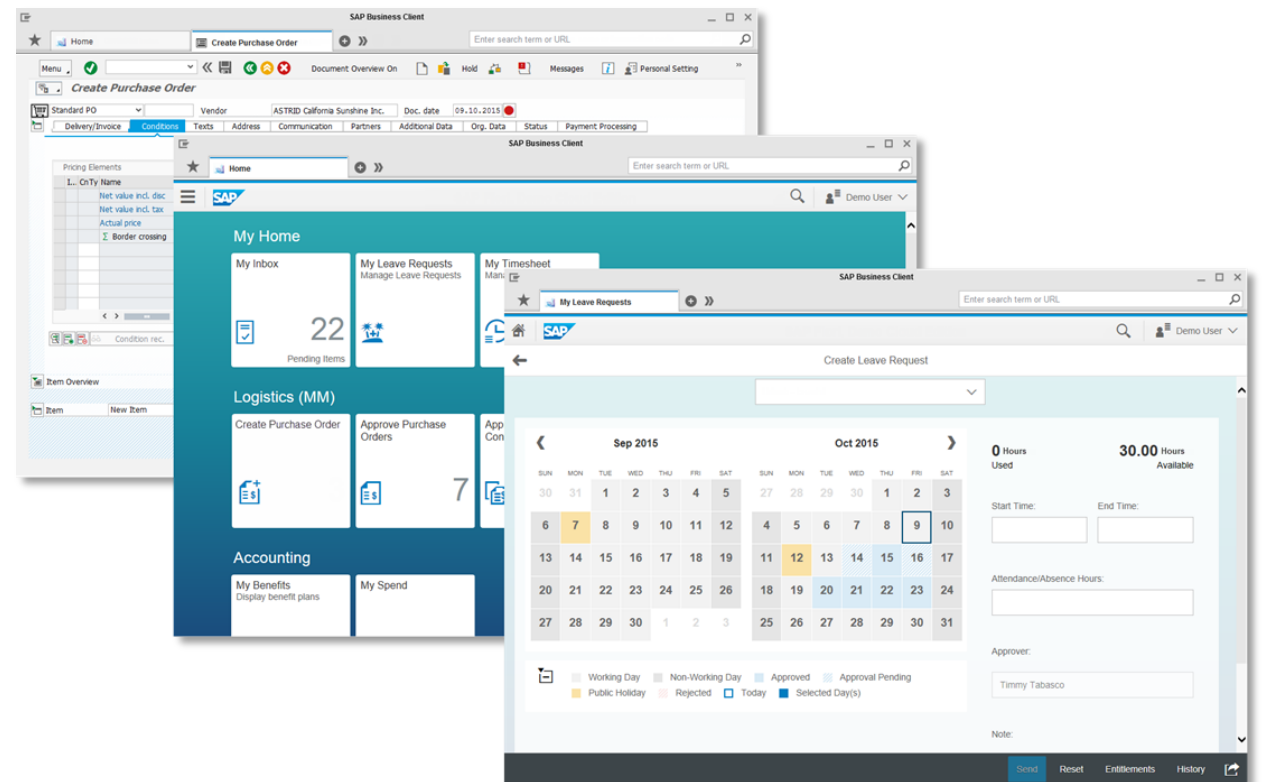 SAP Business Client
Home
Create Purchase Order
Enter search term or URL
Menu
Document Overview On
Hold
Messages
Personal Setting
Create Purchase Order
Standard PO
Vendor
ASTRID California Sunshine Inc.
Doc. date
09.10.2015
Delivery/Invoice Conditions Texts Address Communication Partners Additional Data Org. Data Status Payment Processing
Pricing Elements
I.. CnTy Name
Net value incl. disc
Net value incl. tax
Actual price
Σ Border crossing
Condition rec.
Item Overview
Item
New Item
SAP Business Client
Home
Enter search term or URL
SAP
Demo User
My Home
My Inbox
22
Pending Items
My Leave Requests
Manage Leave Requests
My Timesheet
Logistics (MM)
Create Purchase Order
Approve Purchase
Orders
7
Accounting
My Benefits
Display benefit plans
My Spend
SAP Business Client
My Leave Requests
Enter search term or URL
SAP
Demo User
Create Leave Request
Sep 2015
SUN MON TUE WED THU FRI SAT
30 31 1 2 3 4 5
6 7 8 9 10 11 12
13 14 15 16 17 18 19
20 21 22 23 24 25 26
27 28 29 30 1 2 3
Oct 2015
SUN MON TUE WED THU FRI SAT
27 28 29 30 1 2 3
4 5 6 7 8 9 10
11 12 13 14 15 16 17
18 19 20 21 22 23 24
25 26 27 28 29 30 31
Working Day Non-Working Day Approved Approval Pending
Public Holiday Rejected Today Selected Day(s)
0 Hours
Used
30.00 Hours
Available
Start Time:
End Time:
Attendance/Absence Hours:
Approver:
Timmy Tabasco
Note:
Send Reset Entitlements History